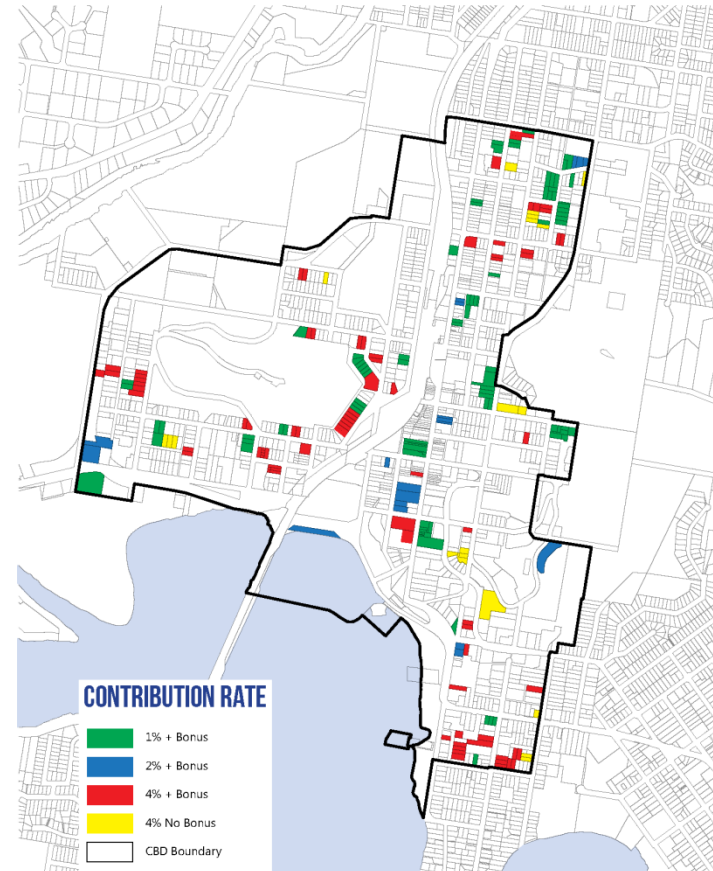 CONTRIBUTION RATE
1% + Bonus
2% + Bonus
4% + Bonus
4% No Bonus
CBD Boundary